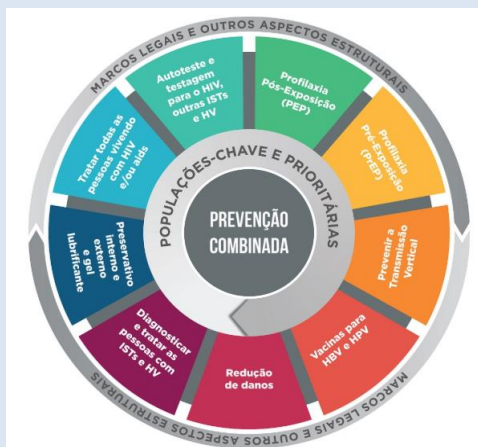 MARCOS LEGAIS E OUTROS ASPECTOS ESTRUTURAIS
Autoteste e
testagem
para o HIV,
outras ISTs
e HV
Profilaxia
Pós-Exposição
(PEP)
Profilaxia
Pré-Exposição
(PrEP)
Prevenir a
Transmissão
Vertical
Vacinas para
HBV e HPV
Redução
de danos
Diagnosticar
e tratar as
pessoas com
ISTs e HV
Preservativo
interno e
externo
e gel
lubrificante
Tratar todas as
pessoas vivendo
com HIV
e/ou aids
POPULAÇÕES-CHAVE E PRIORITÁRIAS
PREVENÇÃO
COMBINADA
MARCOS LEGAIS E OUTROS ASPECTOS ESTRUTURAIS